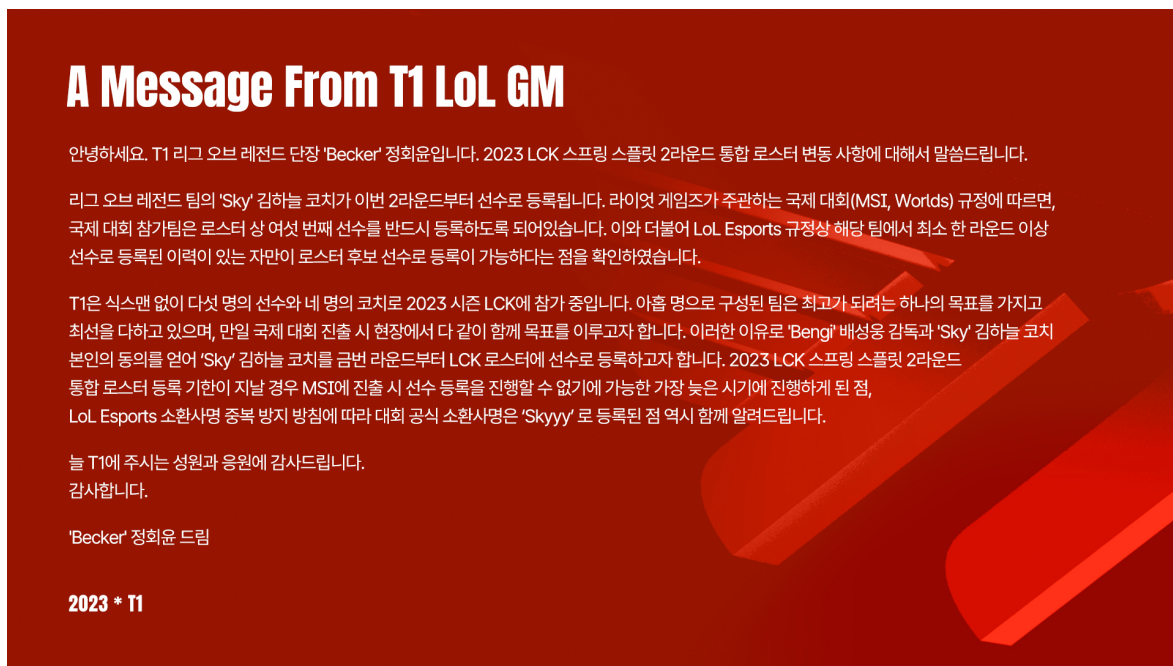 A Message From T1 LoL GM
안녕하세요. T1 리그 오브 레전드 단장 'Becker' 정회윤입니다. 2023 LCK 스프링 스플릿 2라운드 통합 로스터 변동 사항에 대해서 말씀드립니다.
리그 오브 레전드 팀의 'Sky' 김하늘 코치가 이번 2라운드부터 선수로 등록됩니다. 라이엇 게임즈가 주관하는 국제 대회(MSI, Worlds) 규정에 따르면,
국제 대회 참가팀은 로스터 상 여섯 번째 선수를 반드시 등록하도록 되어있습니다. 이와 더불어 LoL Esports 규정상 해당 팀에서 최소 한 라운드 이상
선수로 등록된 이력이 있는 자만이 로스터 후보 선수로 등록이 가능하다는 점을 확인하였습니다.
T1은 식스맨 없이 다섯 명의 선수와 네 명의 코치로 2023 시즌 LCK에 참가 중입니다. 아홉 명으로 구성된 팀은 최고가 되려는 하나의 목표를 가지고
최선을 다하고 있으며, 만일 국제 대회 진출 시 현장에서 다 같이 함께 목표를 이루고자 합니다. 이러한 이유로 'Bengi' 배성웅 감독과 'Sky' 김하늘 코치
본인의 동의를 얻어 ‘Sky’ 김하늘 코치를 금번 라운드부터 LCK 로스터에 선수로 등록하고자 합니다. 2023 LCK 스프링 스플릿 2라운드
통합 로스터 등록 기한이 지날 경우 MSI에 진출 시 선수 등록을 진행할 수 없기에 가능한 가장 늦은 시기에 진행하게 된 점,
LoL Esports 소환사명 중복 방지 방침에 따라 대회 공식 소환사명은 ‘Skyyy’ 로 등록된 점 역시 함께 알려드립니다.
늘 T1에 주시는 성원과 응원에 감사드립니다.
감사합니다.
'Becker' 정회윤 드림
2023 * T1